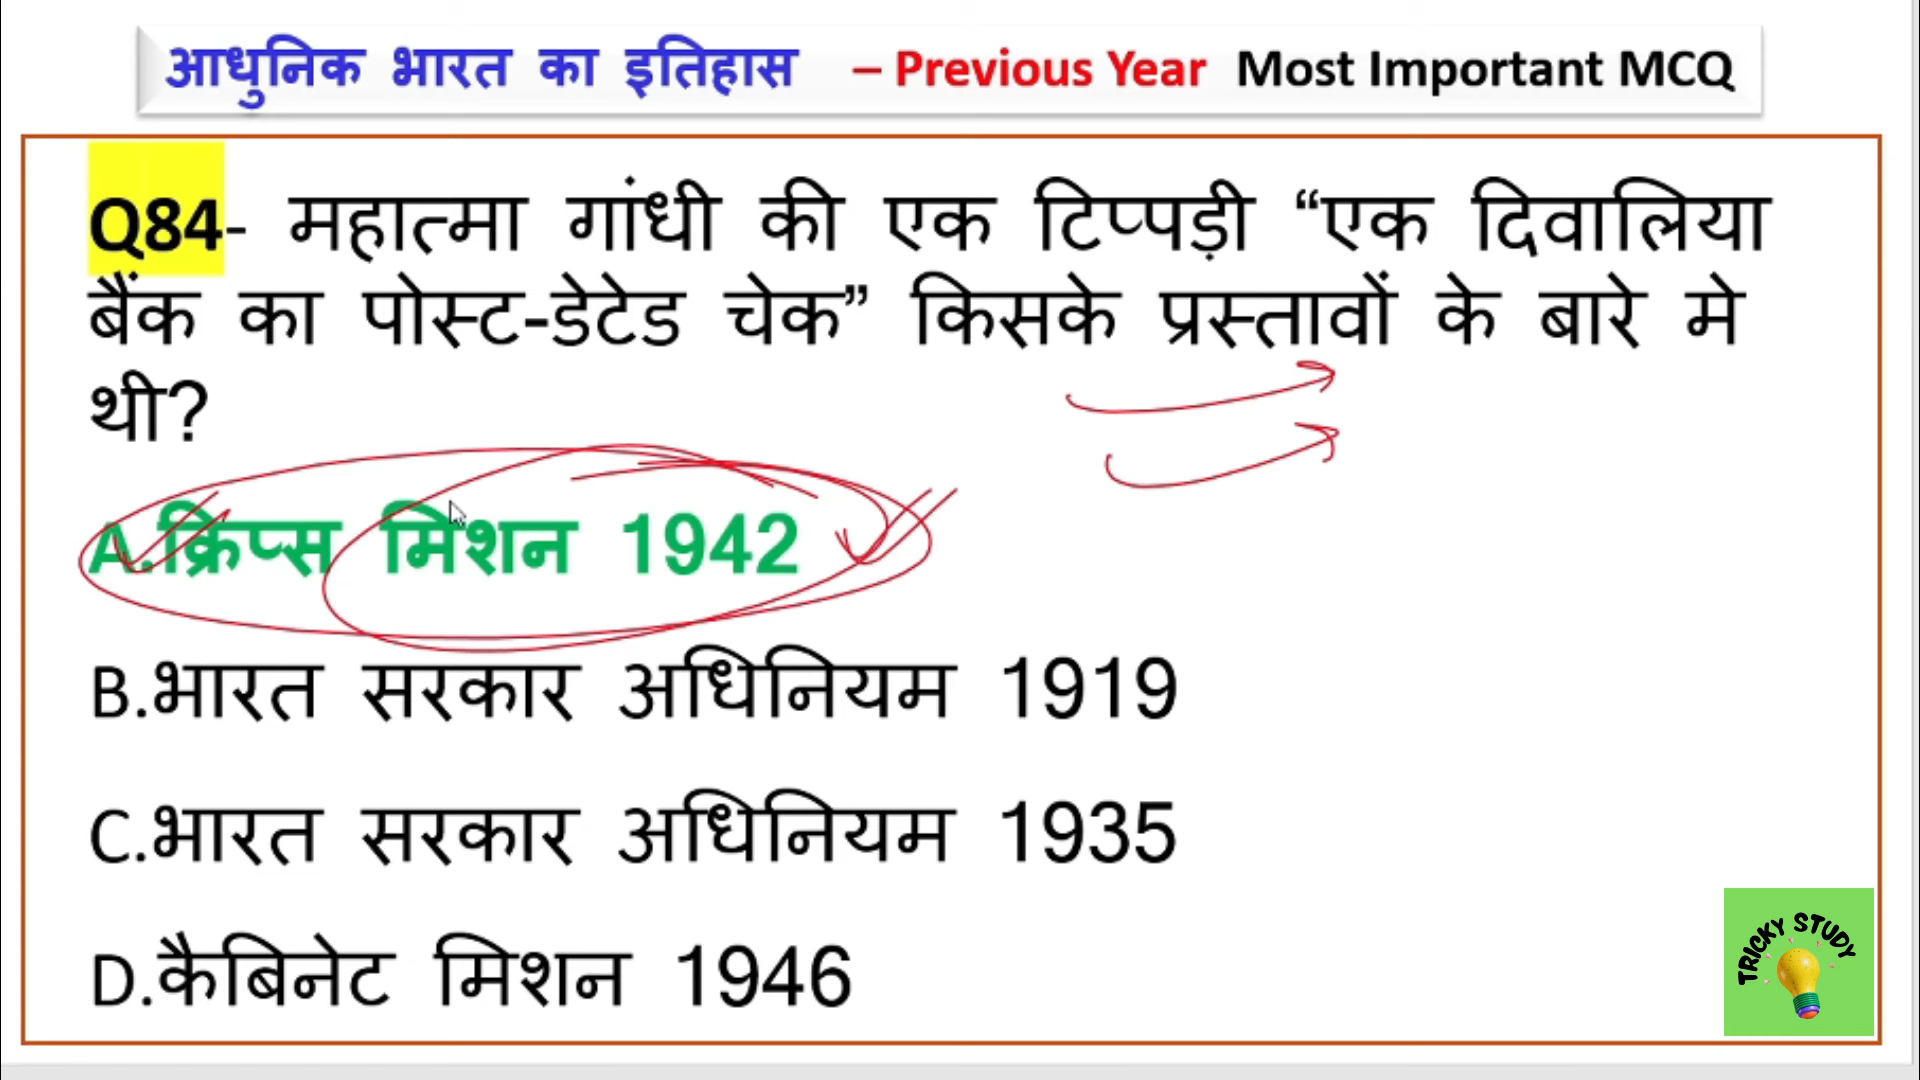 आधुनिक भारत का इतिहास – Previous Year Most Important MCQ
Q84- महात्मा गांधी की एक टिप्पड़ी “एक दिवालिया
बैंक का पोस्ट-डेटेड चेक” किसके प्रस्तावों के बारे मे
थी?
A.क्रिप्स मिशन 1942
B.भारत सरकार अधिनियम 1919
C.भारत सरकार अधिनियम 1935
D.कैबिनेट मिशन 1946
TRICKY STUDY